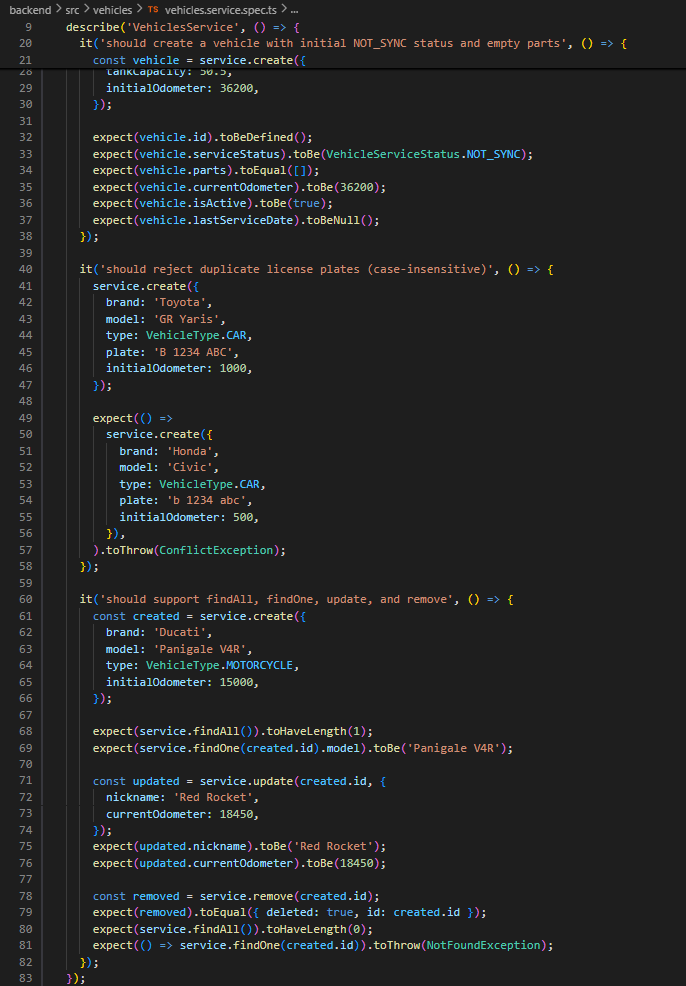 backend > src > vehicles > TS vehicles.service.spec.ts > ...
9 describe('VehiclesService', () => {
20 it('should create a vehicle with initial NOT_SYNC status and empty parts', () => {
21 const vehicle = service.create({
28 tankCapacity: 50.5,
29 initialOdometer: 36200,
30 });
31
32 expect(vehicle.id).toBeDefined();
33 expect(vehicle.serviceStatus).toBe(VehicleServiceStatus.NOT_SYNC);
34 expect(vehicle.parts).toEqual([]);
35 expect(vehicle.currentOdometer).toBe(36200);
36 expect(vehicle.isActive).toBe(true);
37 expect(vehicle.lastServiceDate).toBeNull();
38 });
39
40 it('should reject duplicate license plates (case-insensitive)', () => {
41 service.create({
42 brand: 'Toyota',
43 model: 'GR Yaris',
44 type: VehicleType.CAR,
45 plate: 'B 1234 ABC',
46 initialOdometer: 1000,
47 });
48
49 expect(() =>
50 service.create({
51 brand: 'Honda',
52 model: 'Civic',
53 type: VehicleType.CAR,
54 plate: 'b 1234 abc',
55 initialOdometer: 500,
56 }),
57 ).toThrow(ConflictException);
58 });
59
60 it('should support findAll, findOne, update, and remove', () => {
61 const created = service.create({
62 brand: 'Ducati',
63 model: 'Panigale V4R',
64 type: VehicleType.MOTORCYCLE,
65 initialOdometer: 15000,
66 });
67
68 expect(service.findAll()).toHaveLength(1);
69 expect(service.findOne(created.id).model).toBe('Panigale V4R');
70
71 const updated = service.update(created.id, {
72 nickname: 'Red Rocket',
73 currentOdometer: 18450,
74 });
75 expect(updated.nickname).toBe('Red Rocket');
76 expect(updated.currentOdometer).toBe(18450);
77
78 const removed = service.remove(created.id);
79 expect(removed).toEqual({ deleted: true, id: created.id });
80 expect(service.findAll()).toHaveLength(0);
81 expect(() => service.findOne(created.id)).toThrow(NotFoundException);
82 });
83 });